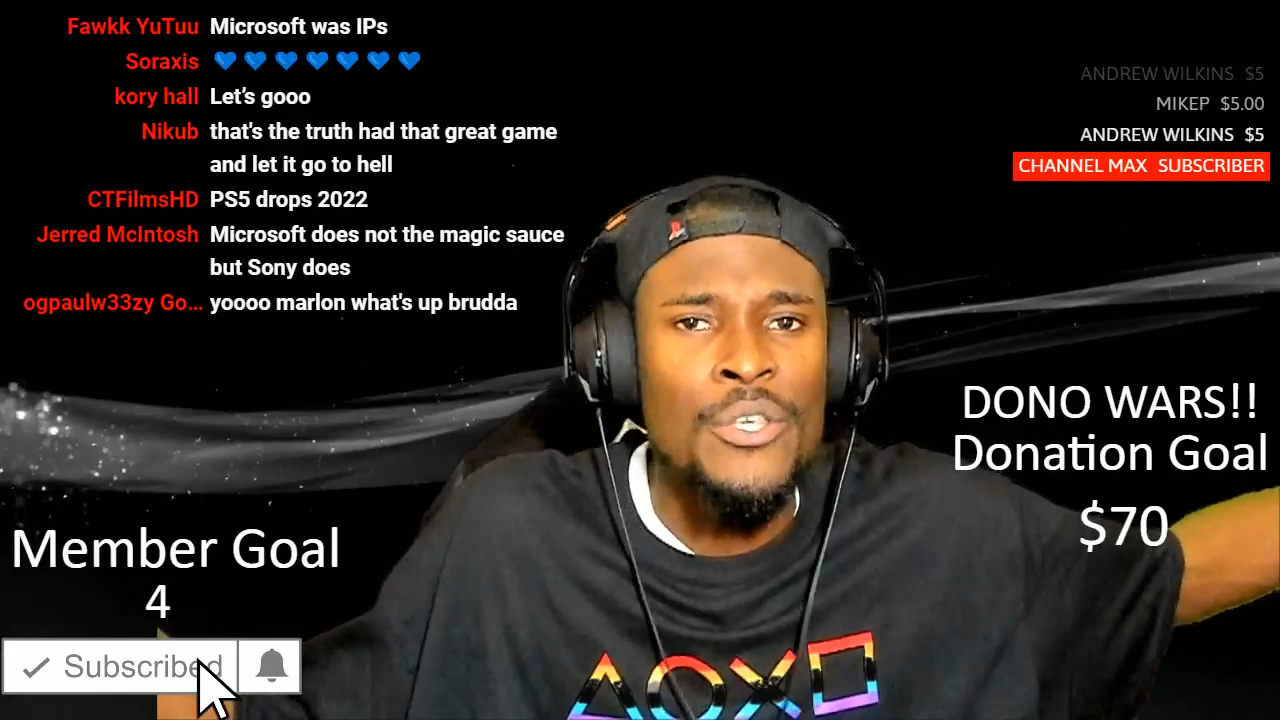 Fawkk YuTuu Microsoft was IPs
Soraxis 💙💙💙💙💙💙💙
kory hall Let's gooo
Nikub that's the truth had that great game
and let it go to hell
CTFilmsHD PS5 drops 2022
Jerred McIntosh Microsoft does not the magic sauce
but Sony does
ogpaulw33zy Go... yoooo marlon what's up brudda
ANDREW WILKINS $5
MIKEP $5.00
ANDREW WILKINS $5
CHANNEL MAX SUBSCRIBER
DONO WARS!!
Donation Goal
$70
Member Goal
4
Subscribed